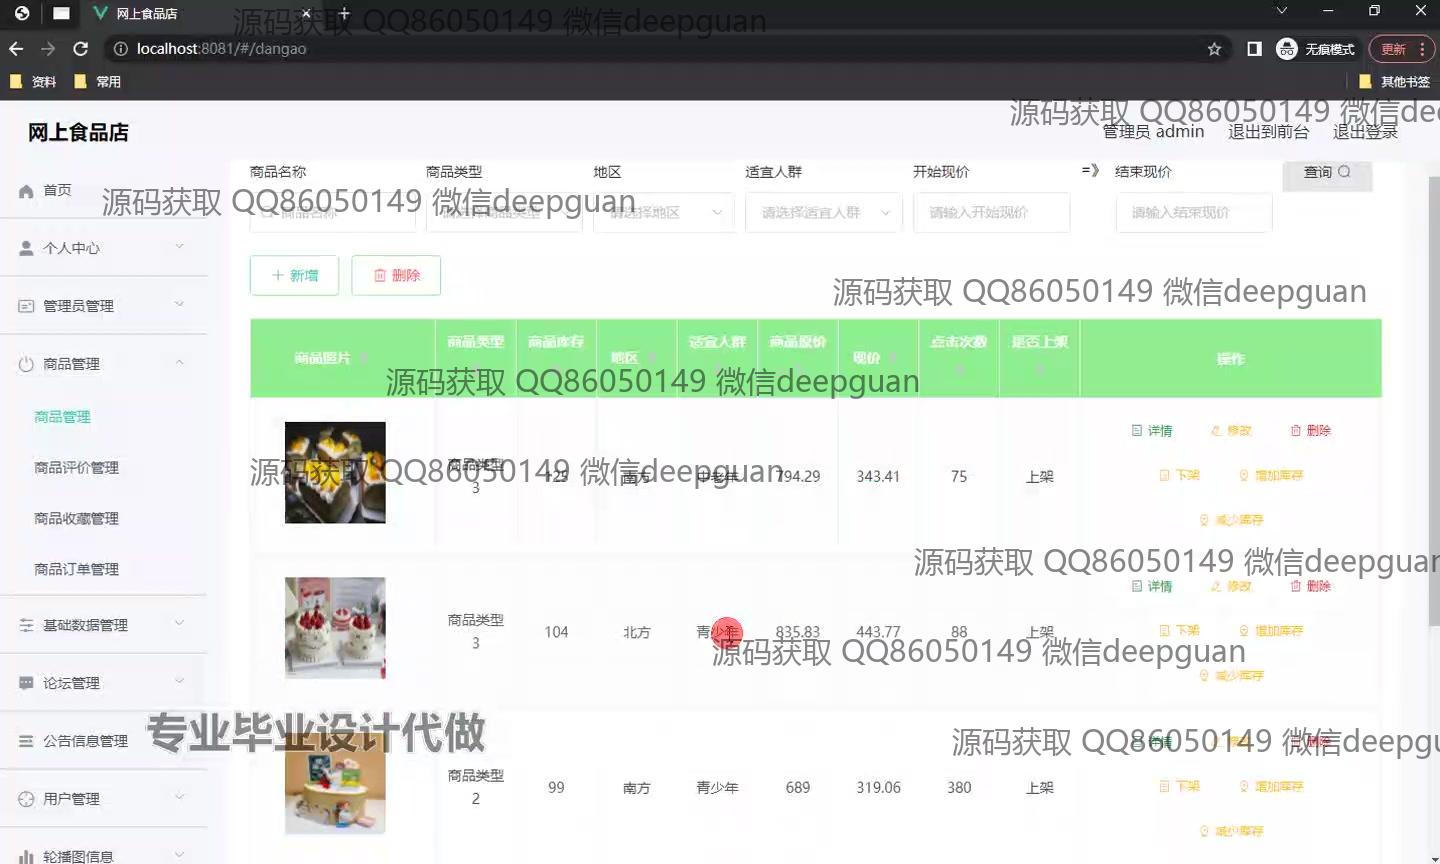 网上食品店
源码获取 QQ86050149 微信deepguan
localhost:8081/#/dangao
无痕模式
更新
资料
常用
其他书签
源码获取 QQ86050149 微信dee
网上食品店
管理员 admin
退出到前台
退出登录
商品名称
商品类型
地区
适宜人群
开始现价
=》
结束现价
查询
首页
源码获取 QQ86050149 微信deepguan
商品名称
请选择商品类型
请选择地区
请选择适宜人群
请输入开始现价
请输入结束现价
个人中心
新增
删除
源码获取 QQ86050149 微信deepguan
管理员管理
商品照片
商品类型
商品库存
地区
适宜人群
商品原价
现价
点击次数
是否上架
操作
商品管理
源码获取 QQ86050149 微信deepguan
商品管理
详情
修改
删除
商品评价管理
源码获取 QQ86050149 微信deepguan
商品类型
3
125
南方
中老年
794.29
343.41
75
上架
下架
增加库存
商品收藏管理
减少库存
商品订单管理
源码获取 QQ86050149 微信deepguan
详情
修改
删除
基础数据管理
商品类型
3
104
北方
青少年
835.83
443.77
88
上架
下架
增加库存
源码获取 QQ86050149 微信deepguan
论坛管理
减少库存
公告信息管理
专业毕业设计代做
源码获取 QQ86050149 微信deepgu
详情
修改
删除
用户管理
商品类型
2
99
南方
青少年
689
319.06
380
上架
下架
增加库存
减少库存
轮播图信息